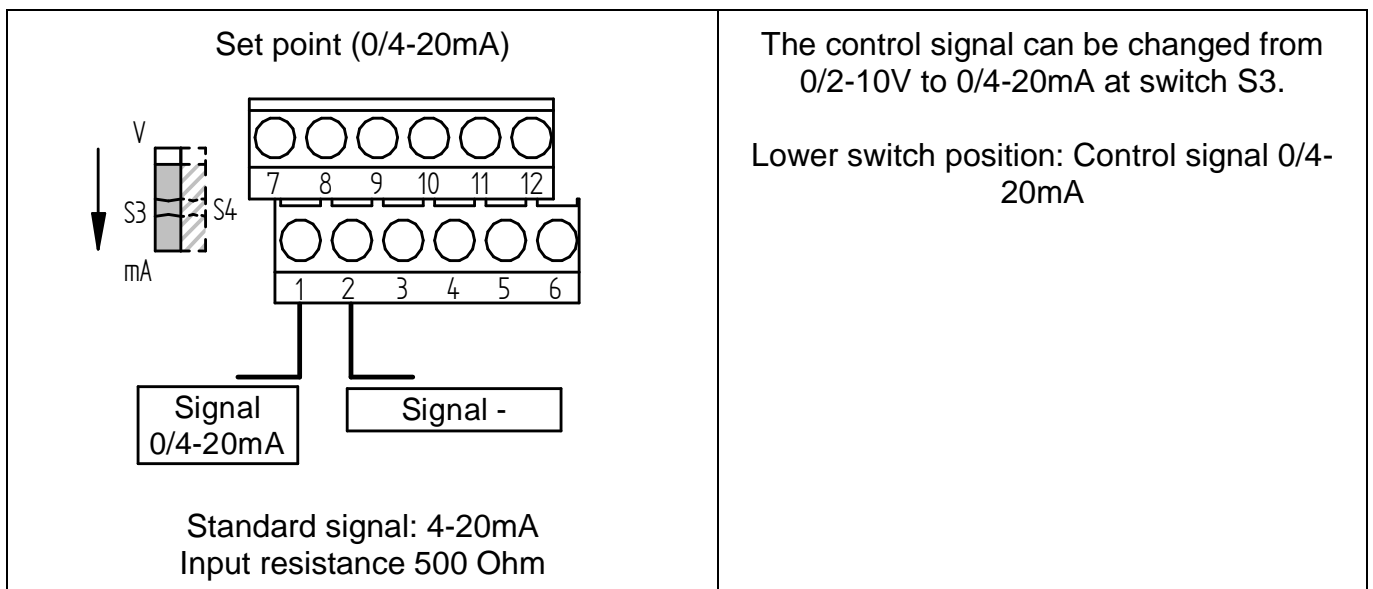 Set point (0/4-20mA)
V
S3
S4
mA
7 8 9 10 11 12
1 2 3 4 5 6
Signal
0/4-20mA
Signal -
Standard signal: 4-20mA
Input resistance 500 Ohm
The control signal can be changed from
0/2-10V to 0/4-20mA at switch S3.
Lower switch position: Control signal 0/4-
20mA